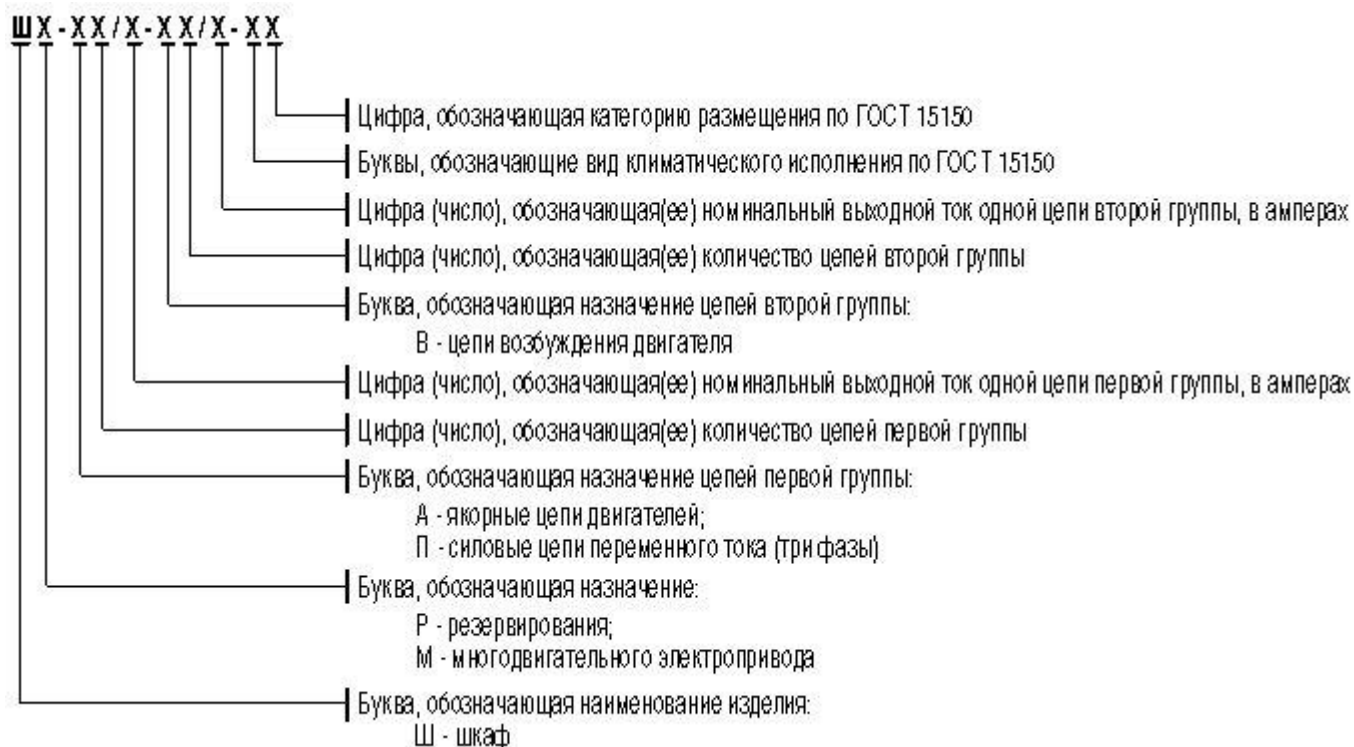 ШХ-ХХ/Х-ХХ/Х-ХХ
Цифра, обозначающая категорию размещения по ГОСТ 15150
Буквы, обозначающие вид климатического исполнения по ГОСТ 15150
Цифра (число), обозначающая(ее) номинальный выходной ток одной цепи второй группы, в амперах
Цифра (число), обозначающая(ее) количество цепей второй группы
Буква, обозначающая назначение цепей второй группы:
В - цепи возбуждения двигателя
Цифра (число), обозначающая(ее) номинальный выходной ток одной цепи первой группы, в амперах
Цифра (число), обозначающая(ее) количество цепей первой группы
Буква, обозначающая назначение цепей первой группы:
А - якорные цепи двигателей;
П - силовые цепи переменного тока (три фазы)
Буква, обозначающая назначение:
Р - резервирования;
М - многодвигательного электропривода
Буква, обозначающая наименование изделия:
Ш - шкаф